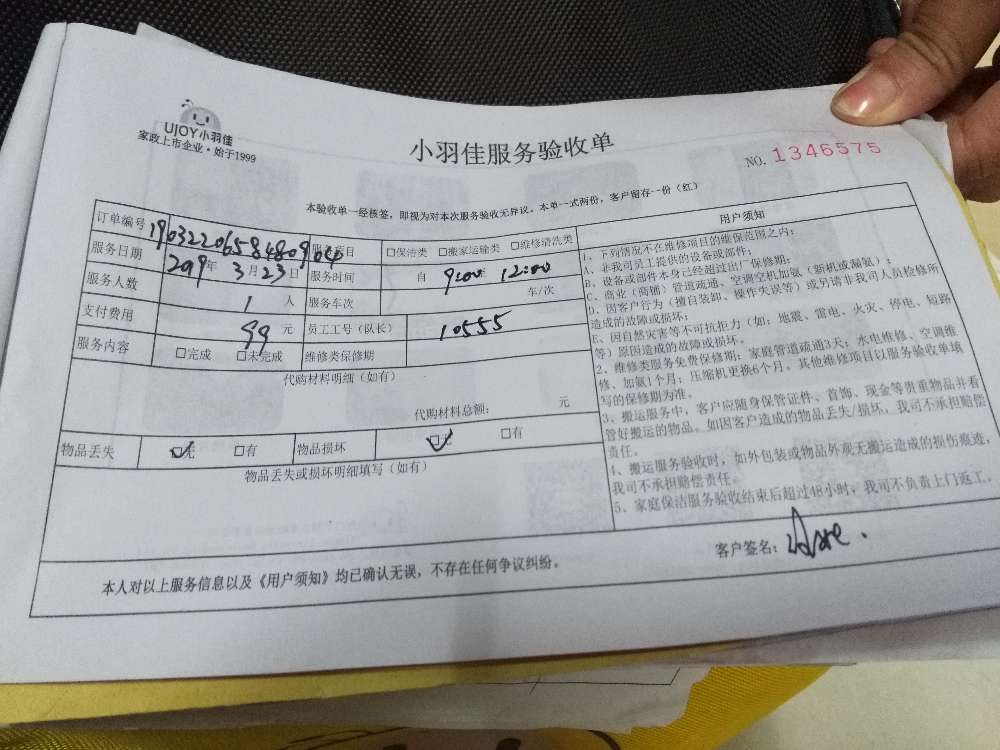 UJOY小羽佳
家政上市企业·始于1999
小羽佳服务验收单
NO. 1346575
本验收单一经核签，即视为对本次服务验收无异议。本单一式两份，客户留存一份（红）
订单编号 服务项目 □保洁类 □搬家运输类 □维修清洗类
服务日期 2019年 3月23日 服务时间 自 9:00 12:00
服务人数 1 人 服务车次 车/次
支付费用 99 元 员工工号（队长） 10555
服务内容 □完成 □未完成 维修类保修期
代购材料明细（如有）
代购材料总额： 元
物品丢失 ☑无 □有 物品损坏 ☑无 □有
物品丢失或损坏明细填写（如有）
用户须知
1、下列情况不在维修项目的维保范围之内：
A、非我司员工提供的设备或部件；
B、设备或部件本身已经超过出厂保修期；
C、商业（商铺）管道疏通、空调空机加氨（新机或漏氨）；
D、因客户行为（擅自装卸、操作失误等）或另请非我司人员检修所
造成的故障或损坏；
E、因自然灾害等不可抗拒力（如：地震、雷电、火灾、停电、短路
等）原因造成的故障或损坏。
2、维修类服务免费保修期：家庭管道疏通3天；水电维修、空调维
修、加氨1个月；压缩机更换6个月。其他维修项目以服务验收单填
写的保修期为准。
3、搬运服务中，客户应随身保管证件、首饰、现金等贵重物品并看
管好搬运的物品。如因客户造成的物品丢失/损坏，我司不承担赔偿
责任。
4、搬运服务验收时，如外包装或物品外观无搬运造成的损伤痕迹，
我司不承担赔偿责任。
5、家庭保洁服务验收结束后超过48小时，我司不负责上门返工。
客户签名：
本人对以上服务信息以及《用户须知》均已确认无误，不存在任何争议纠纷。